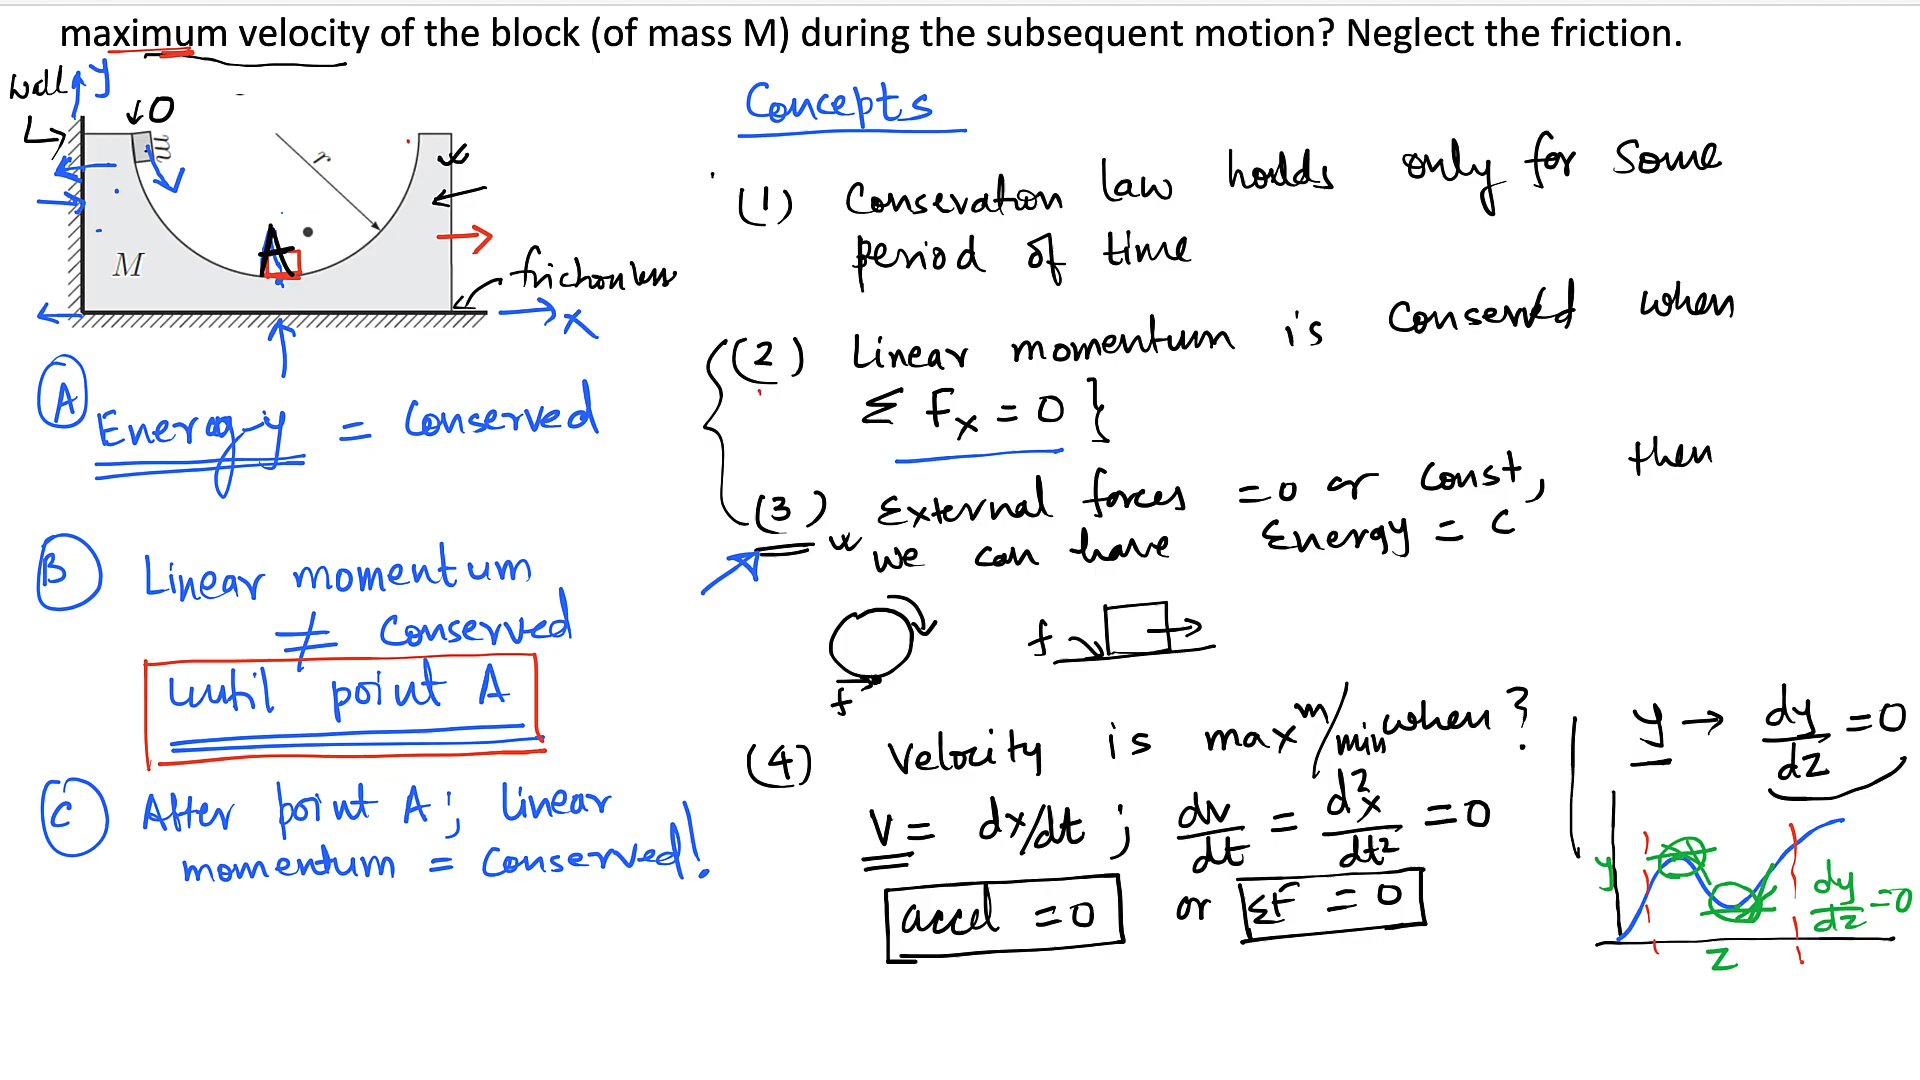 maximum velocity of the block (of mass M) during the subsequent motion? Neglect the friction.
wall
y
O
m
r
A
M
frictionless
x
A
Energy = Conserved
B
Linear momentum
≠ Conserved
until point A
C
After point A; linear
momentum = conserved!
Concepts
(1) Consevation law holds only for some
period of time
(2) Linear momentum is conserved when
Σ Fx = 0 }
(3) External forces = 0 or const, then
we can have Energy = C
f
f
(4) Velocity is maxm/min when?
V = dx/dt ; dv/dt = d²x/dt² = 0
accel = 0 or ΣF = 0
y → dy/dz = 0
y
dy/dz = 0
z